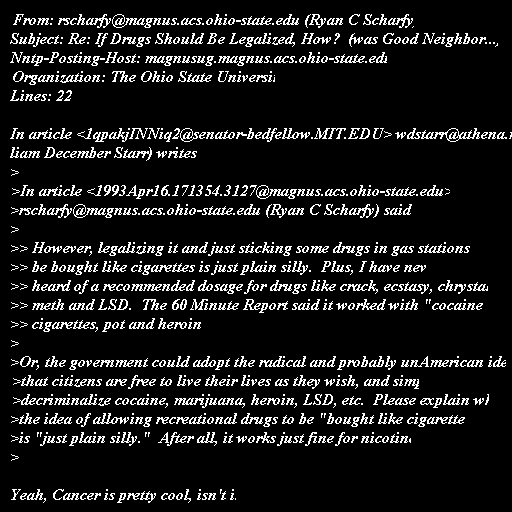 From: rscharfy@magnus.acs.ohio-state.edu (Ryan C Scharfy)
Subject: Re: If Drugs Should Be Legalized, How? (was Good Neighbor...,
Nntp-Posting-Host: magnusug.magnus.acs.ohio-state.edu
Organization: The Ohio State Universi
Lines: 22

In article <1qpakjINNiq2@senator-bedfellow.MIT.EDU> wdstarr@athena.
liam December Starr) writes
>
>In article <1993Apr16.171354.3127@magnus.acs.ohio-state.edu>
>rscharfy@magnus.acs.ohio-state.edu (Ryan C Scharfy) said
>
>> However, legalizing it and just sticking some drugs in gas stations
>> be bought like cigarettes is just plain silly. Plus, I have nev
>> heard of a recommended dosage for drugs like crack, ecstasy, chrystal
>> meth and LSD. The 60 Minute Report said it worked with "cocaine
>> cigarettes, pot and heroin
>
>Or, the government could adopt the radical and probably unAmerican ide
>that citizens are free to live their lives as they wish, and simp
>decriminalize cocaine, marijuana, heroin, LSD, etc. Please explain wh
>the idea of allowing recreational drugs to be "bought like cigarette
>is "just plain silly." After all, it works just fine for nicotine
>

Yeah, Cancer is pretty cool, isn't i